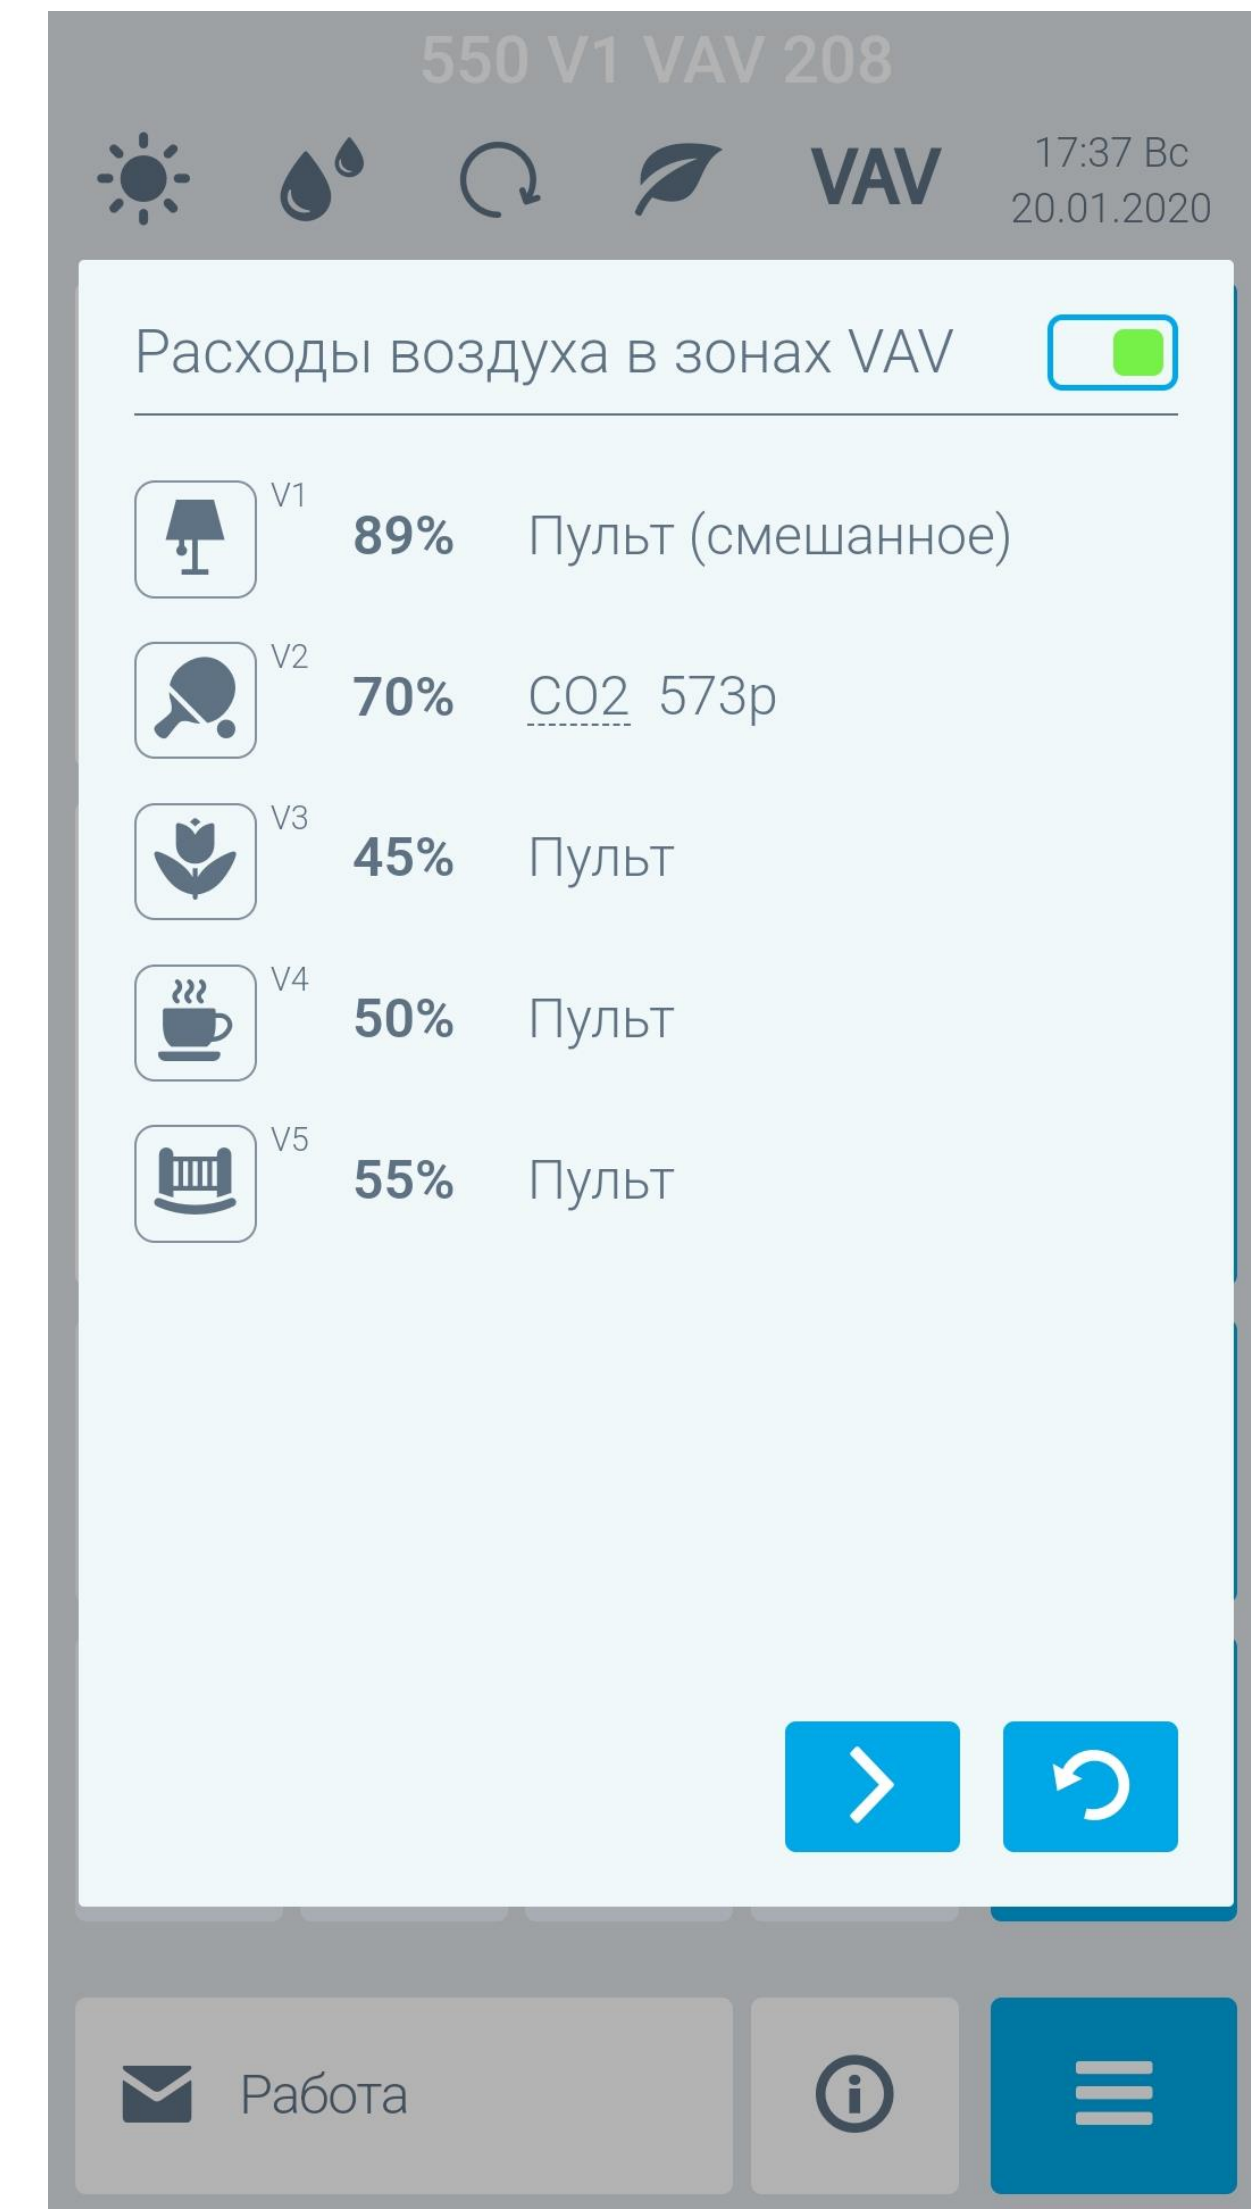 550 V1 VAV 208
VAV
17:37 Вс
20.01.2020
Расходы воздуха в зонах VAV
V1
89% Пульт (смешанное)
V2
70% CO2 573p
V3
45% Пульт
V4
50% Пульт
V5
55% Пульт
Работа